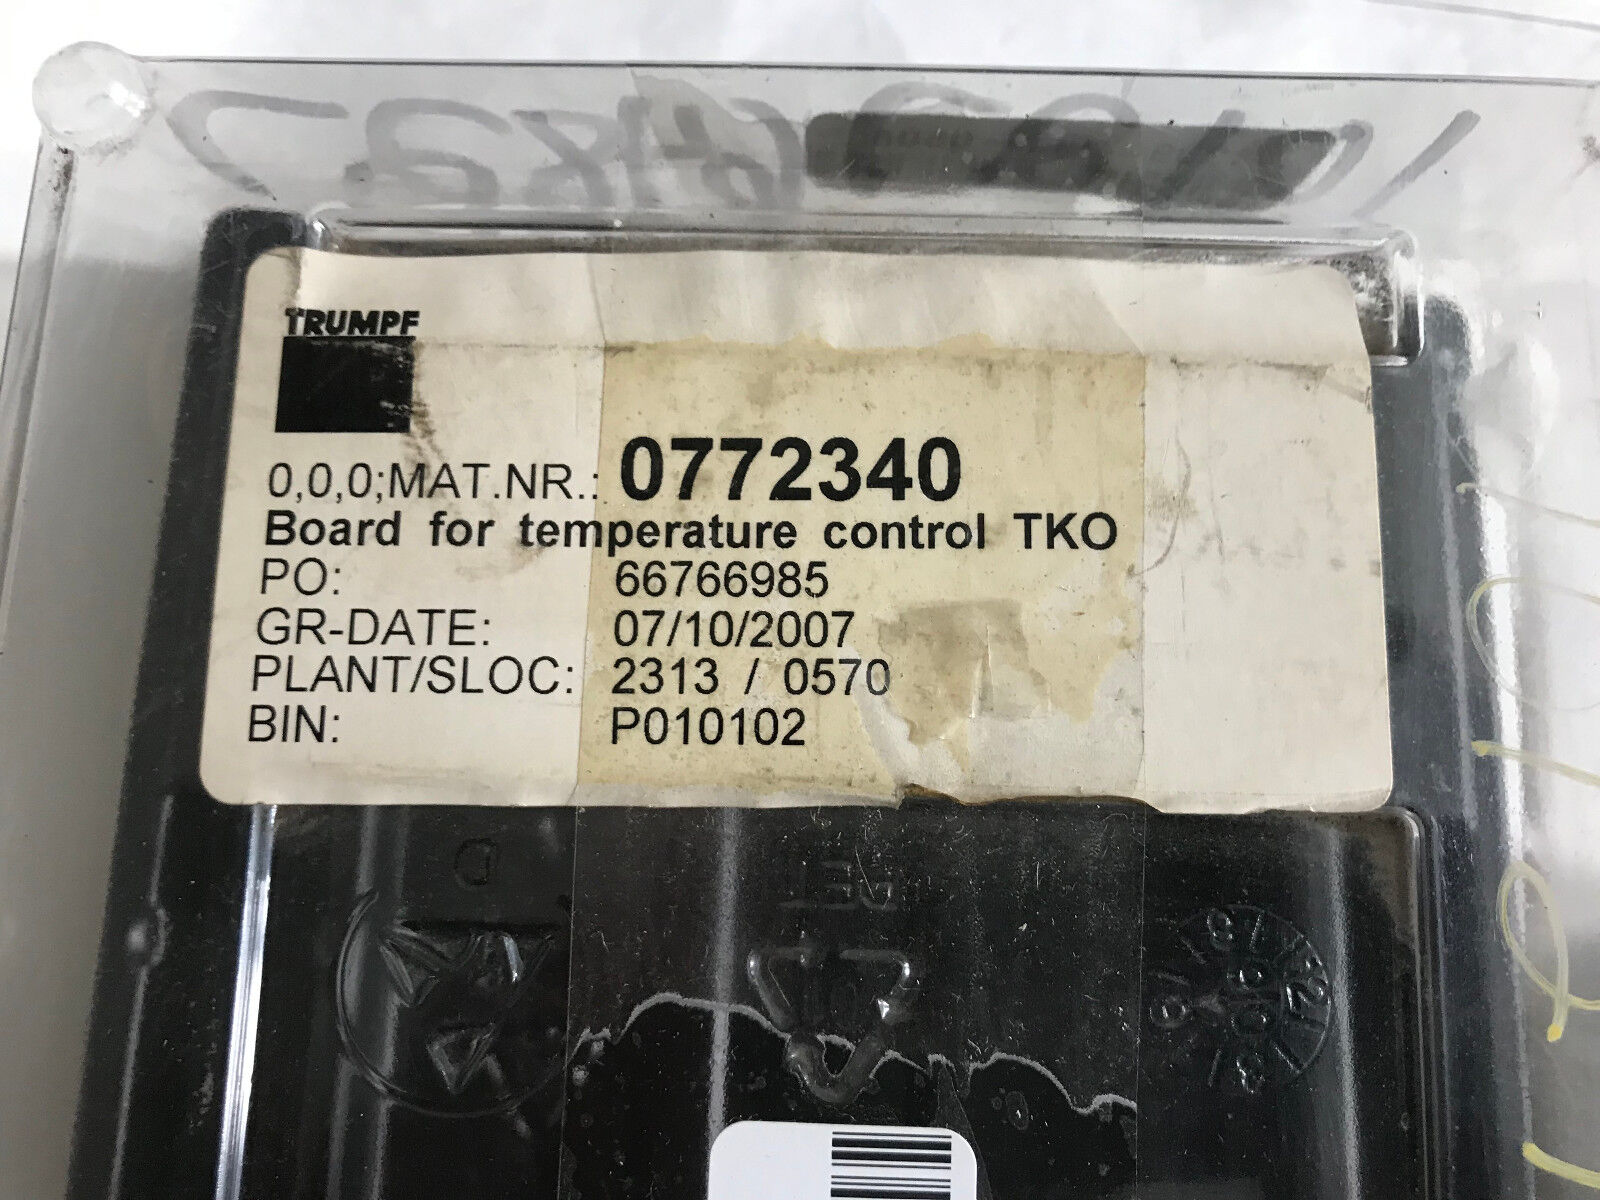 TRUMPF
0,0,0;MAT.NR.: 0772340
Board for temperature control TKO
PO: 66766985
GR-DATE: 07/10/2007
PLANT/SLOC: 2313 / 0570
BIN: P010102
D
PET